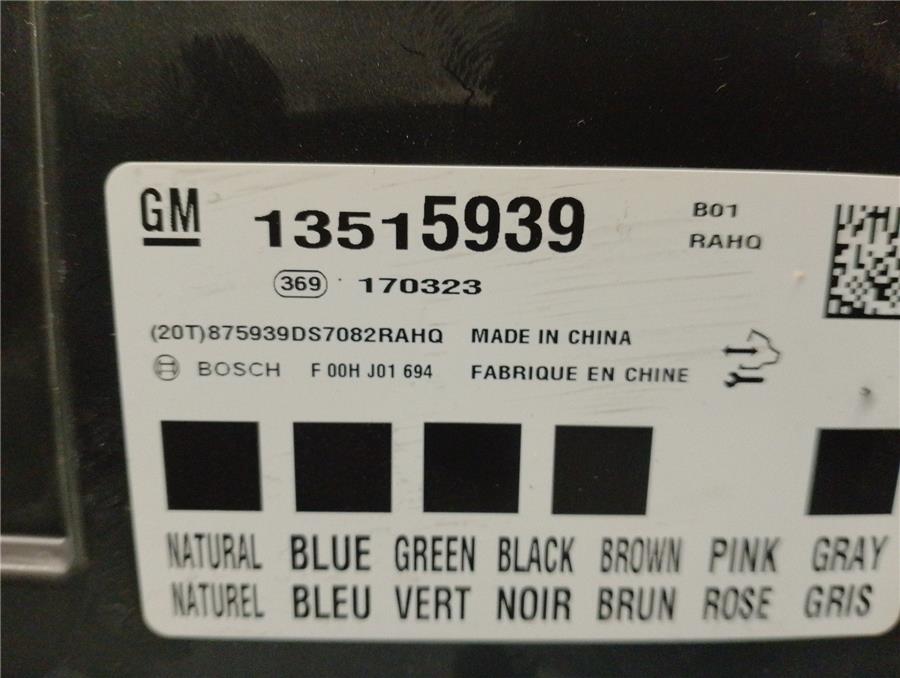 GM 13515939 B01
RAHQ
369 170323
(20T)875939DS7082RAHQ MADE IN CHINA
BOSCH F 00H J01 694 FABRIQUE EN CHINE
NATURAL BLUE GREEN BLACK BROWN PINK GRAY
NATUREL BLEU VERT NOIR BRUN ROSE GRIS